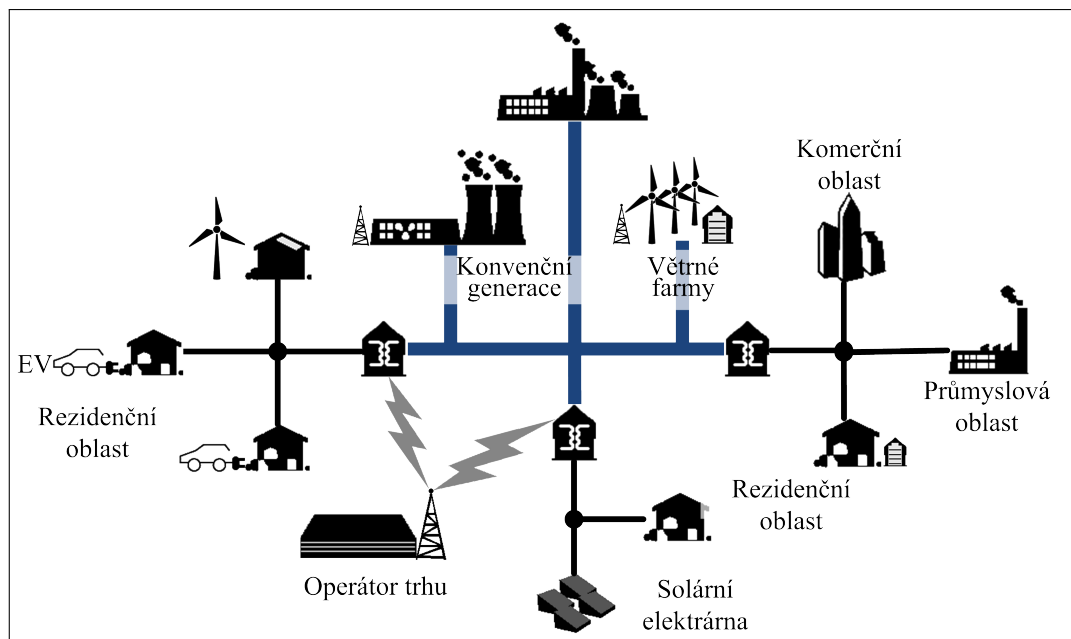 Komerční
oblast
Konvenční
generace
Větrné
farmy
EV
Rezidenční
oblast
Průmyslová
oblast
Rezidenční
oblast
Operátor trhu
Solární
elektrárna